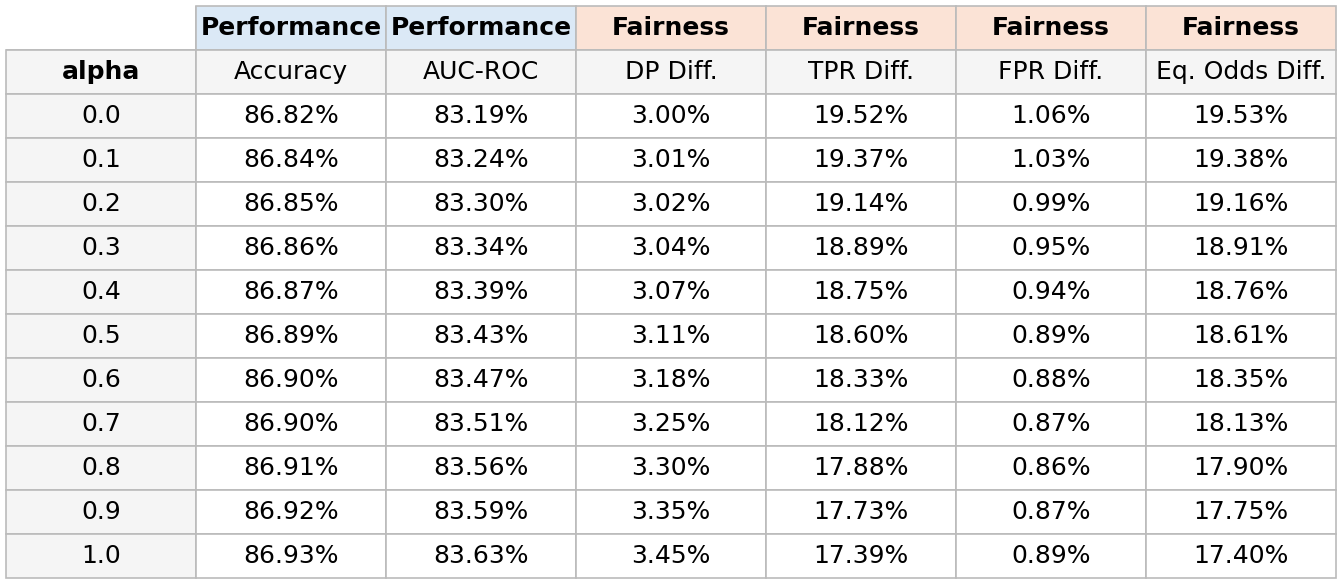 Performance Performance Fairness Fairness Fairness Fairness
alpha Accuracy AUC-ROC DP Diff. TPR Diff. FPR Diff. Eq. Odds Diff.
0.0 86.82% 83.19% 3.00% 19.52% 1.06% 19.53%
0.1 86.84% 83.24% 3.01% 19.37% 1.03% 19.38%
0.2 86.85% 83.30% 3.02% 19.14% 0.99% 19.16%
0.3 86.86% 83.34% 3.04% 18.89% 0.95% 18.91%
0.4 86.87% 83.39% 3.07% 18.75% 0.94% 18.76%
0.5 86.89% 83.43% 3.11% 18.60% 0.89% 18.61%
0.6 86.90% 83.47% 3.18% 18.33% 0.88% 18.35%
0.7 86.90% 83.51% 3.25% 18.12% 0.87% 18.13%
0.8 86.91% 83.56% 3.30% 17.88% 0.86% 17.90%
0.9 86.92% 83.59% 3.35% 17.73% 0.87% 17.75%
1.0 86.93% 83.63% 3.45% 17.39% 0.89% 17.40%